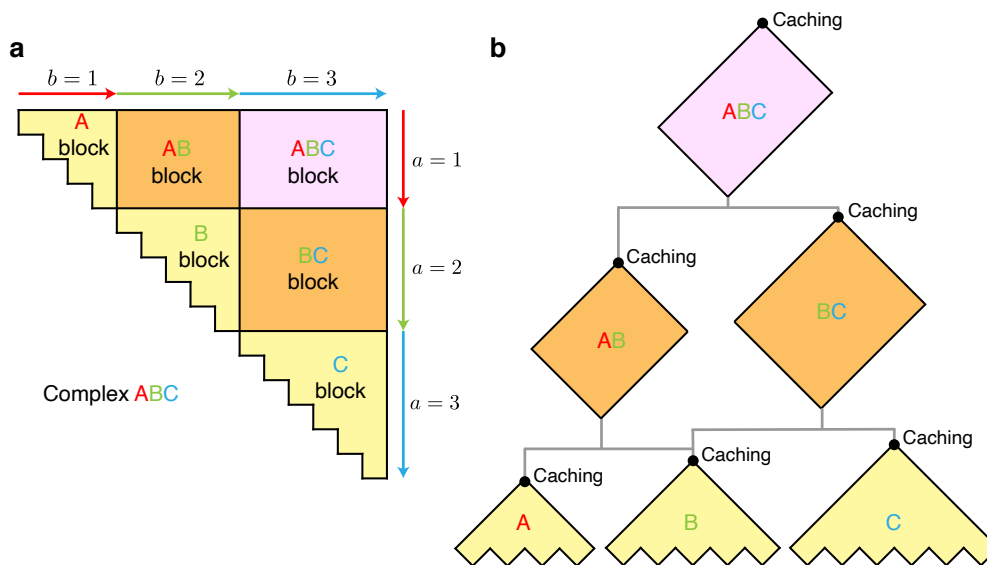 a
b = 1
b = 2
b = 3
A
block
AB
block
ABC
block
a = 1
B
block
BC
block
a = 2
C
block
a = 3
Complex ABC
b
Caching
ABC
Caching
Caching
AB
BC
Caching
Caching
Caching
A
B
C